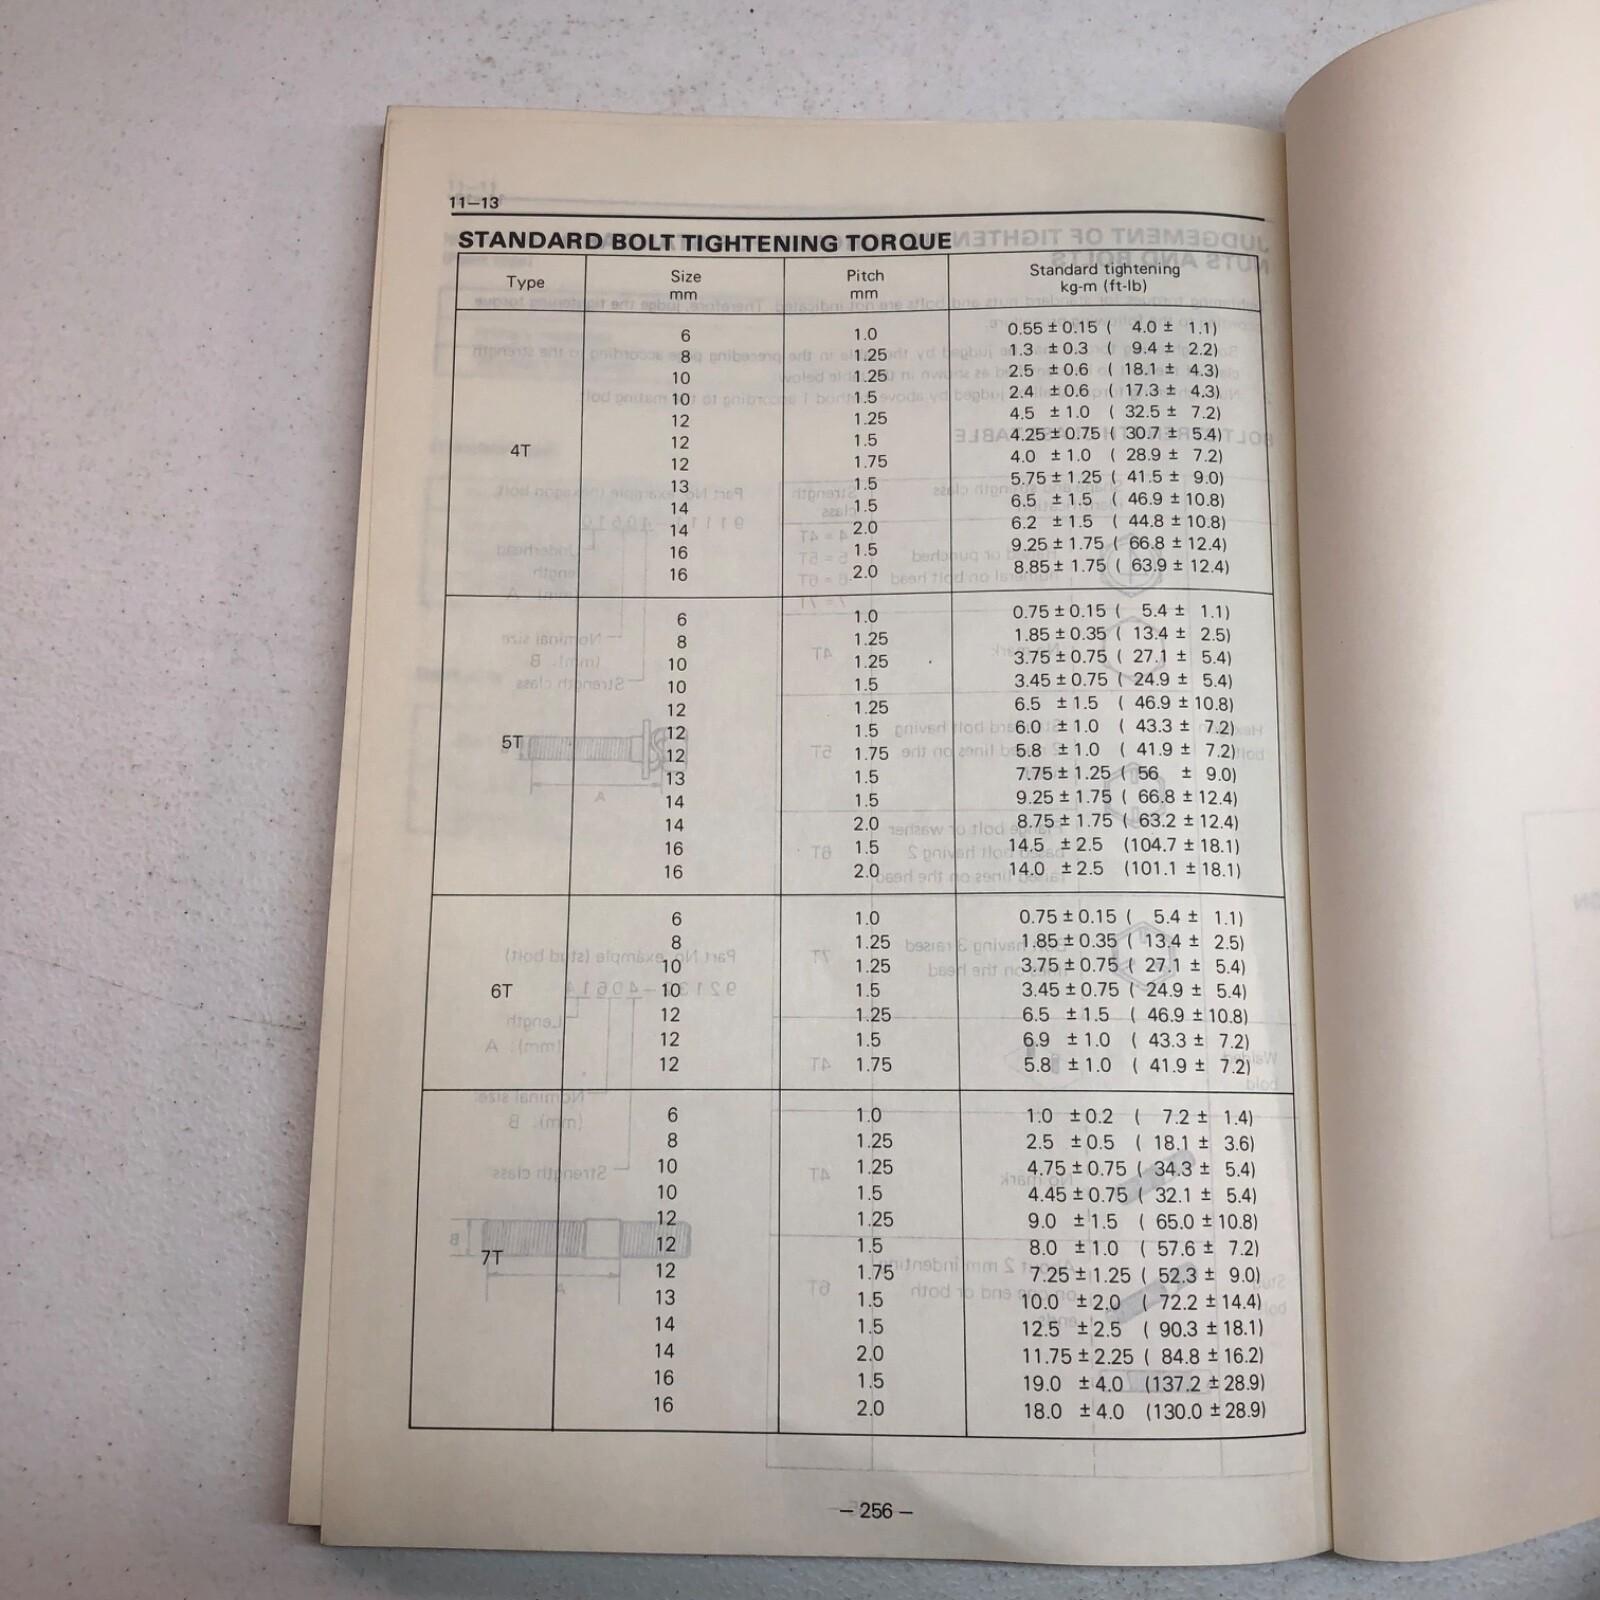 11—13
STANDARD BOLT TIGHTENING TORQUE
Type Size mm Pitch mm Standard tightening kg-m (ft-lb)
4T
6 1.0 0.55 ± 0.15 ( 4.0 ± 1.1)
8 1.25 1.3 ± 0.3 ( 9.4 ± 2.2)
10 1.25 2.5 ± 0.6 ( 18.1 ± 4.3)
10 1.5 2.4 ± 0.6 ( 17.3 ± 4.3)
12 1.25 4.5 ± 1.0 ( 32.5 ± 7.2)
12 1.5 4.25 ± 0.75 ( 30.7 ± 5.4)
12 1.75 4.0 ± 1.0 ( 28.9 ± 7.2)
13 1.5 5.75 ± 1.25 ( 41.5 ± 9.0)
14 1.5 6.5 ± 1.5 ( 46.9 ± 10.8)
14 2.0 6.2 ± 1.5 ( 44.8 ± 10.8)
16 1.5 9.25 ± 1.75 ( 66.8 ± 12.4)
16 2.0 8.85 ± 1.75 ( 63.9 ± 12.4)
5T
6 1.0 0.75 ± 0.15 ( 5.4 ± 1.1)
8 1.25 1.85 ± 0.35 ( 13.4 ± 2.5)
10 1.25 3.75 ± 0.75 ( 27.1 ± 5.4)
10 1.5 3.45 ± 0.75 ( 24.9 ± 5.4)
12 1.25 6.5 ± 1.5 ( 46.9 ± 10.8)
12 1.5 6.0 ± 1.0 ( 43.3 ± 7.2)
12 1.75 5.8 ± 1.0 ( 41.9 ± 7.2)
13 1.5 7.75 ± 1.25 ( 56 ± 9.0)
14 1.5 9.25 ± 1.75 ( 66.8 ± 12.4)
14 2.0 8.75 ± 1.75 ( 63.2 ± 12.4)
16 1.5 14.5 ± 2.5 (104.7 ± 18.1)
16 2.0 14.0 ± 2.5 (101.1 ± 18.1)
6T
6 1.0 0.75 ± 0.15 ( 5.4 ± 1.1)
8 1.25 1.85 ± 0.35 ( 13.4 ± 2.5)
10 1.25 3.75 ± 0.75 ( 27.1 ± 5.4)
10 1.5 3.45 ± 0.75 ( 24.9 ± 5.4)
12 1.25 6.5 ± 1.5 ( 46.9 ± 10.8)
12 1.5 6.9 ± 1.0 ( 43.3 ± 7.2)
12 1.75 5.8 ± 1.0 ( 41.9 ± 7.2)
7T
6 1.0 1.0 ± 0.2 ( 7.2 ± 1.4)
8 1.25 2.5 ± 0.5 ( 18.1 ± 3.6)
10 1.25 4.75 ± 0.75 ( 34.3 ± 5.4)
10 1.5 4.45 ± 0.75 ( 32.1 ± 5.4)
12 1.25 9.0 ± 1.5 ( 65.0 ± 10.8)
12 1.5 8.0 ± 1.0 ( 57.6 ± 7.2)
12 1.75 7.25 ± 1.25 ( 52.3 ± 9.0)
13 1.5 10.0 ± 2.0 ( 72.2 ± 14.4)
14 1.5 12.5 ± 2.5 ( 90.3 ± 18.1)
14 2.0 11.75 ± 2.25 ( 84.8 ± 16.2)
16 1.5 19.0 ± 4.0 (137.2 ± 28.9)
16 2.0 18.0 ± 4.0 (130.0 ± 28.9)
— 256 —